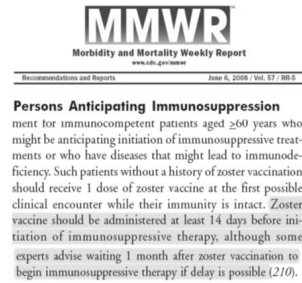 MMWR
Morbidity and Mortality Weekly Report
www.cdc.gov/mmwr
Recommendations and Reports June 6, 2008 / Vol. 57 / RR-5
Persons Anticipating Immunosuppression
ment for immunocompetent patients aged ≥60 years who
might be anticipating initiation of immunosuppressive treat-
ments or who have diseases that might lead to immunode-
ficiency. Such patients without a history of zoster vaccination
should receive 1 dose of zoster vaccine at the first possible
clinical encounter while their immunity is intact. Zoster
vaccine should be administered at least 14 days before ini-
tiation of immunosuppressive therapy, although some
experts advise waiting 1 month after zoster vaccination to
begin immunosuppressive therapy if delay is possible (210).